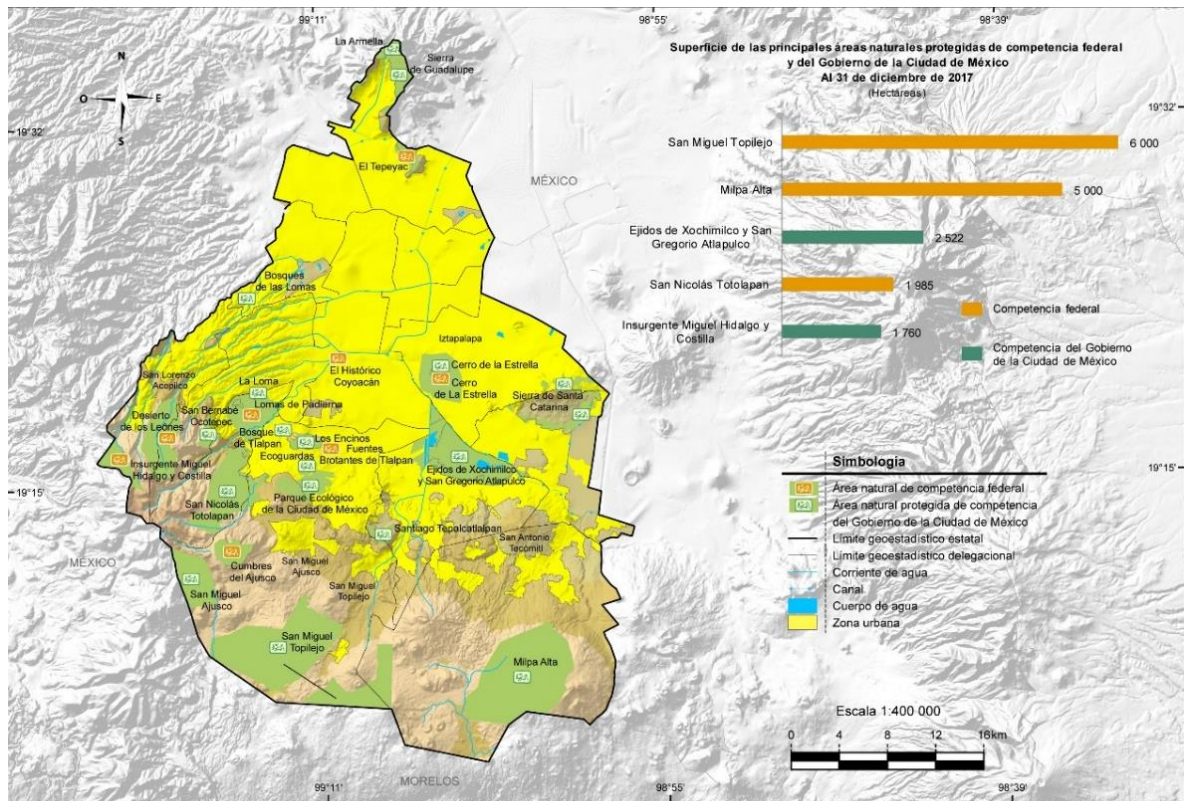 99°11'
98°55'
98°39'
La Armella
Sierra
de Guadalupe
N
O
E
S
19°32'
El Tepeyac
MÉXICO
Superficie de las principales áreas naturales protegidas de competencia federal
y del Gobierno de la Ciudad de México
Al 31 de diciembre de 2017
(Hectáreas)
19°32'
San Miguel Topilejo
6 000
Milpa Alta
5 000
Ejidos de Xochimilco y San
Gregorio Atlapulco
2 522
San Nicolás Totolapan
1 985
Insurgente Miguel Hidalgo y
Costilla
1 760
Competencia federal
Competencia del Gobierno
de la Ciudad de México
Bosques
de las Lomas
Iztapalapa
El Histórico
Coyoacán
Cerro de la Estrella
Cerro
de La Estrella
Sierra de Santa
Catarina
San Lorenzo
Acopilco
La Loma
Lomas de Padierna
Desierto
de los Leónes
San Bernabé
Ocotepec
Bosque
de Tlalpan
Los Encinos
Ecoguardas
Fuentes
Brotantes de Tlalpan
Insurgente Miguel
Hidalgo y Costilla
Ejidos de Xochimilco
y San Gregorio Atlapulco
19°15'
San Nicolás
Totolapan
Parque Ecológico
de la Ciudad de México
Santiago Tepalcatlalpan
San Antonio
Tecómitl
MÉXICO
Cumbres
del Ajusco
San Miguel
Ajusco
San Miguel
Ajusco
San Miguel
Topilejo
San Miguel
Topilejo
Milpa Alta
MORELOS
19°15'
Simbología
Área natural de competencia federal
Área natural protegida de competencia
del Gobierno de la Ciudad de México
Límite geoestadístico estatal
Límite geoestadístico delegacional
Corriente de agua
Canal
Cuerpo de agua
Zona urbana
Escala 1:400 000
0 4 8 12 16km
99°11'
98°55'
98°39'